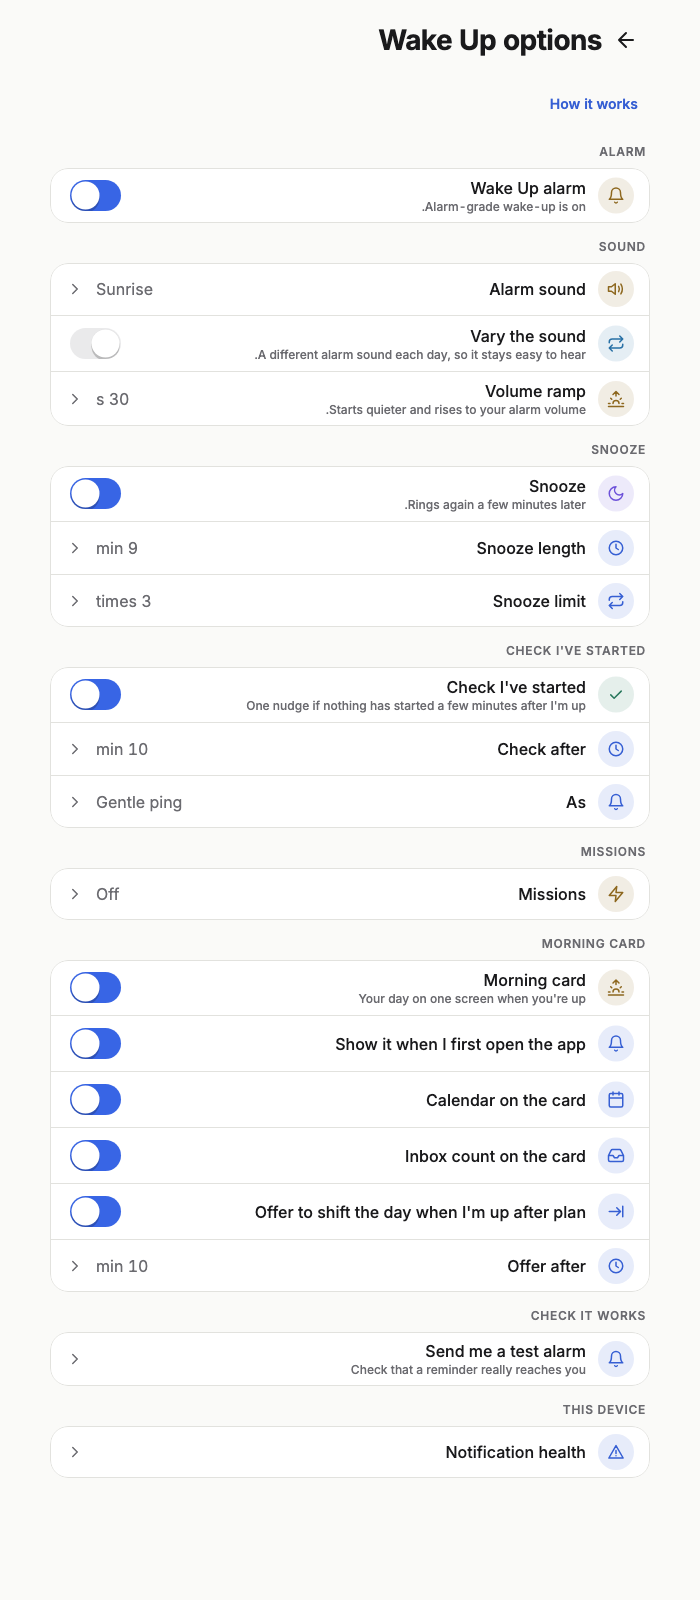 Wake Up options
How it works
ALARM
Wake Up alarm
.Alarm-grade wake-up is on
SOUND
Alarm sound
Sunrise
Vary the sound
.A different alarm sound each day, so it stays easy to hear
Volume ramp
.Starts quieter and rises to your alarm volume
s 30
SNOOZE
Snooze
.Rings again a few minutes later
Snooze length
min 9
Snooze limit
times 3
CHECK I'VE STARTED
Check I've started
One nudge if nothing has started a few minutes after I'm up
Check after
min 10
As
Gentle ping
MISSIONS
Missions
Off
MORNING CARD
Morning card
Your day on one screen when you're up
Show it when I first open the app
Calendar on the card
Inbox count on the card
Offer to shift the day when I'm up after plan
Offer after
min 10
CHECK IT WORKS
Send me a test alarm
Check that a reminder really reaches you
THIS DEVICE
Notification health